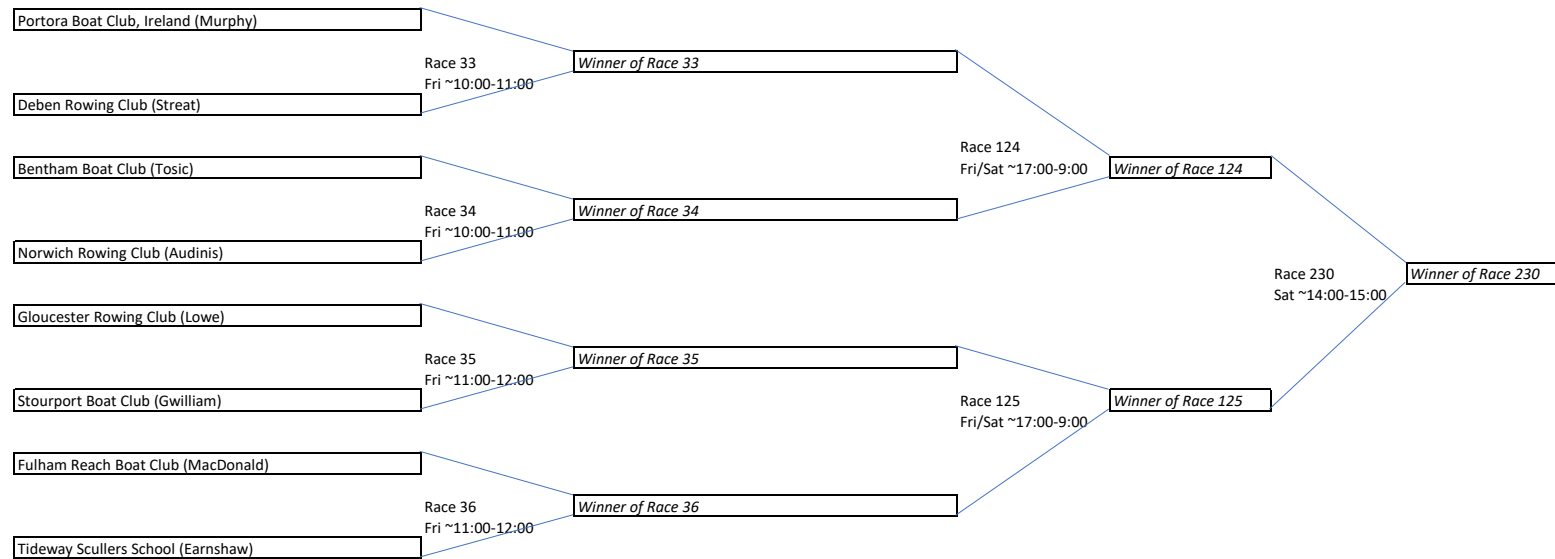 Portora Boat Club, Ireland (Murphy)
Race 33
Fri ~10:00-11:00
Winner of Race 33
Deben Rowing Club (Streat)
Race 124
Fri/Sat ~17:00-9:00
Winner of Race 124
Bentham Boat Club (Tosic)
Race 34
Fri ~10:00-11:00
Winner of Race 34
Norwich Rowing Club (Audinis)
Race 230
Sat ~14:00-15:00
Winner of Race 230
Gloucester Rowing Club (Lowe)
Race 35
Fri ~11:00-12:00
Winner of Race 35
Stourport Boat Club (Gwilliam)
Race 125
Fri/Sat ~17:00-9:00
Winner of Race 125
Fulham Reach Boat Club (MacDonald)
Race 36
Fri ~11:00-12:00
Winner of Race 36
Tideway Scullers School (Earnshaw)